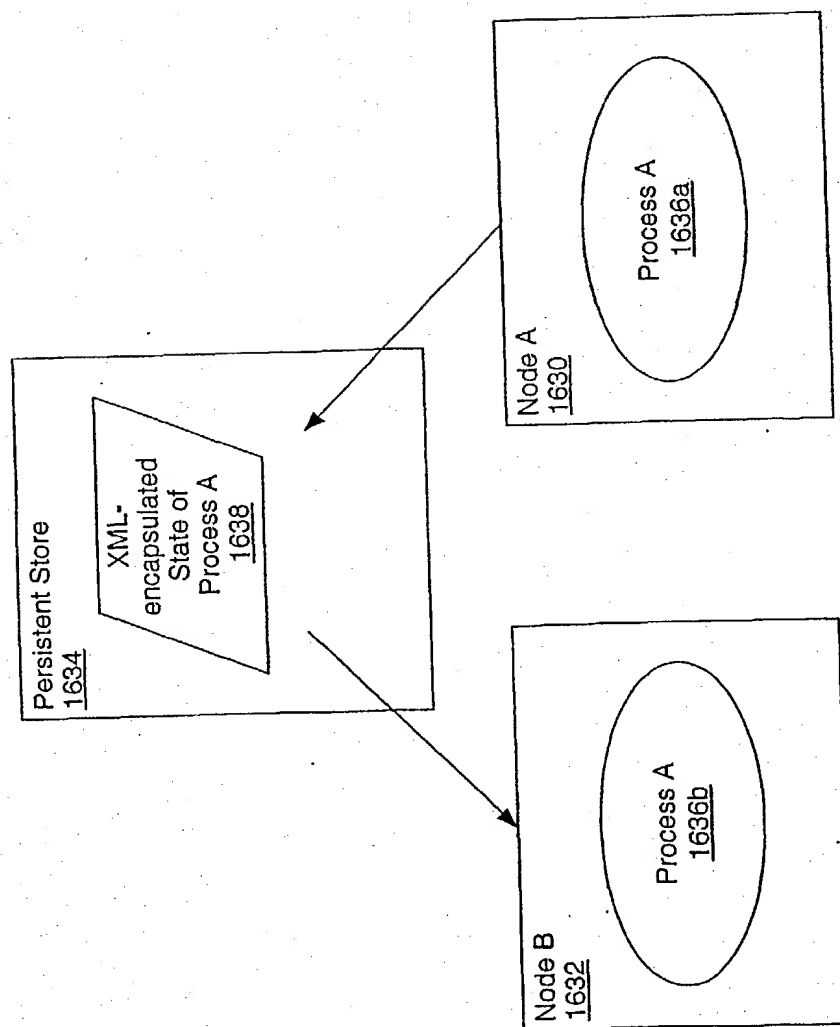 Persistent Store
1634
XML-
encapsulated
State of
Process A
1638
Node B
1632
Process A
1636b
Node A
1630
Process A
1636a